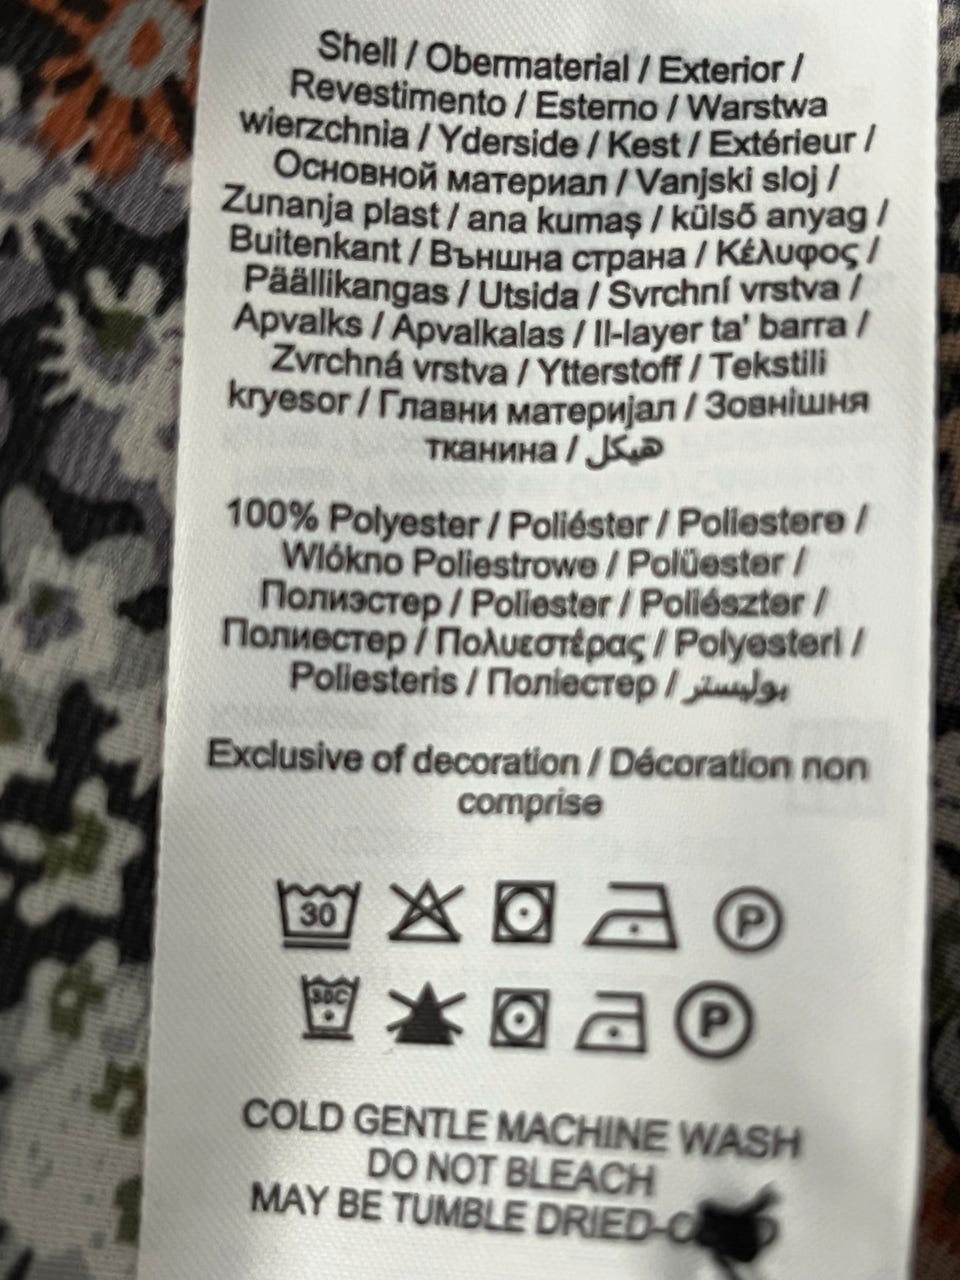 Shell / Obermaterial / Exterior /
Revestimento / Esterno / Warstwa
wierzchnia / Yderside / Kest / Extérieur /
Основной материал / Vanjski sloj /
Zunanja plast / ana kumaş / külső anyag /
Buitenkant / Външна страна / Κέλυφος /
Päällikangas / Utsida / Svrchní vrstva /
Apvalks / Apvalkalas / Il-layer ta' barra /
Zvrchná vrstva / Ytterstoff / Tekstili
kryesor / Главни материјал / Зовнішня
тканина / هيكل
100% Polyester / Poliéster / Poliestere /
Wlókno Poliestrowe / Polüester /
Полиэстер / Poliester / Poliészter /
Полиестер / Πολυεστέρας / Polyesteri /
Poliesteris / Поліестер / بوليستر
Exclusive of decoration / Décoration non
comprise
30 P
30C P
COLD GENTLE MACHINE WASH
DO NOT BLEACH
MAY BE TUMBLE DRIED-